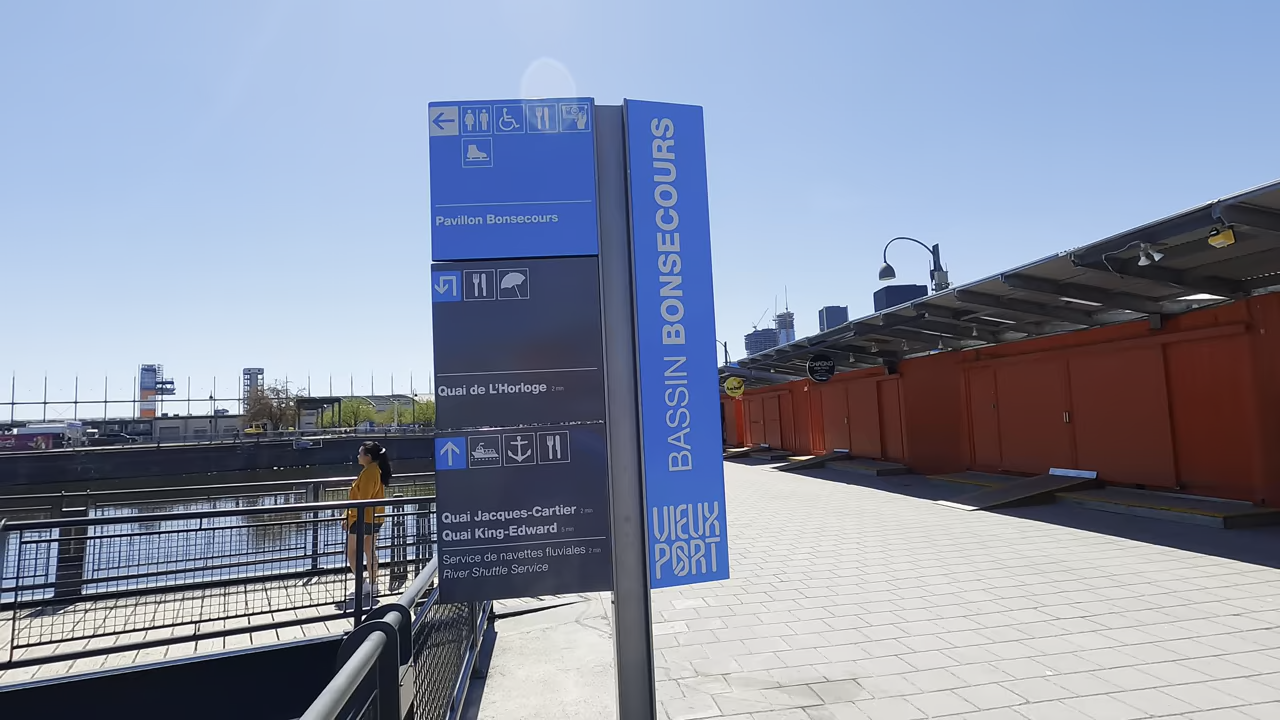 Pavillon Bonsecours
Quai de L'Horloge 2 min
Quai Jacques-Cartier 2 min
Quai King-Edward 5 min
Service de navettes fluviales 2 min
River Shuttle Service
BASSIN BONSECOURS
VIEUX
PORT